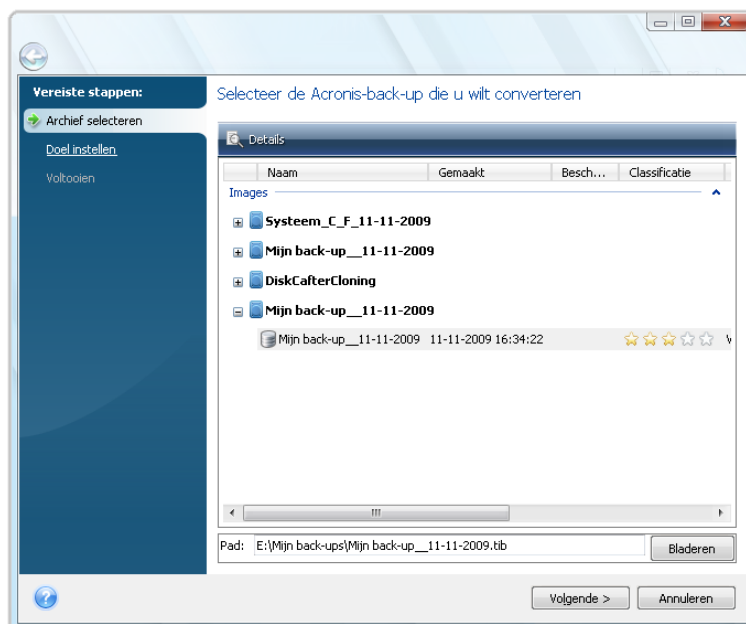 Vereiste stappen:
Archief selecteren
Doel instellen
Voltooien
Selecteer de Acronis-back-up die u wilt converteren
Details
Naam Gemaakt Besch... Classificatie
Images
Systeem_C_F_11-11-2009
Mijn back-up__11-11-2009
DiskCafterCloning
Mijn back-up__11-11-2009
Mijn back-up__11-11-2009 11-11-2009 16:34:22
Pad: E:\Mijn back-ups\Mijn back-up__11-11-2009.tib
Bladeren
Volgende >
Annuleren